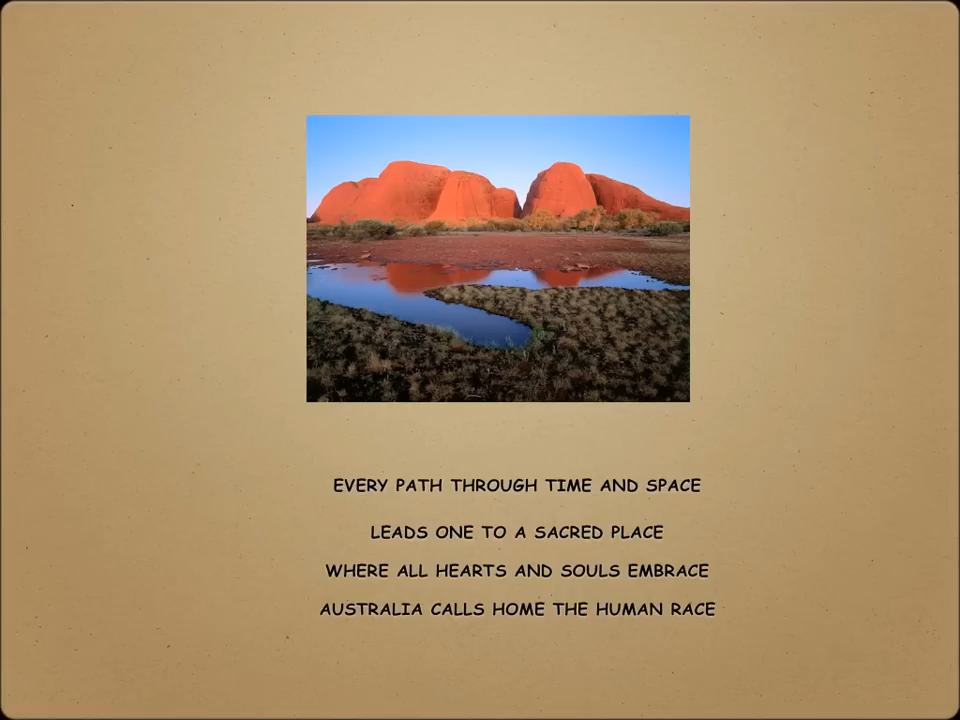 EVERY PATH THROUGH TIME AND SPACE
LEADS ONE TO A SACRED PLACE
WHERE ALL HEARTS AND SOULS EMBRACE
AUSTRALIA CALLS HOME THE HUMAN RACE